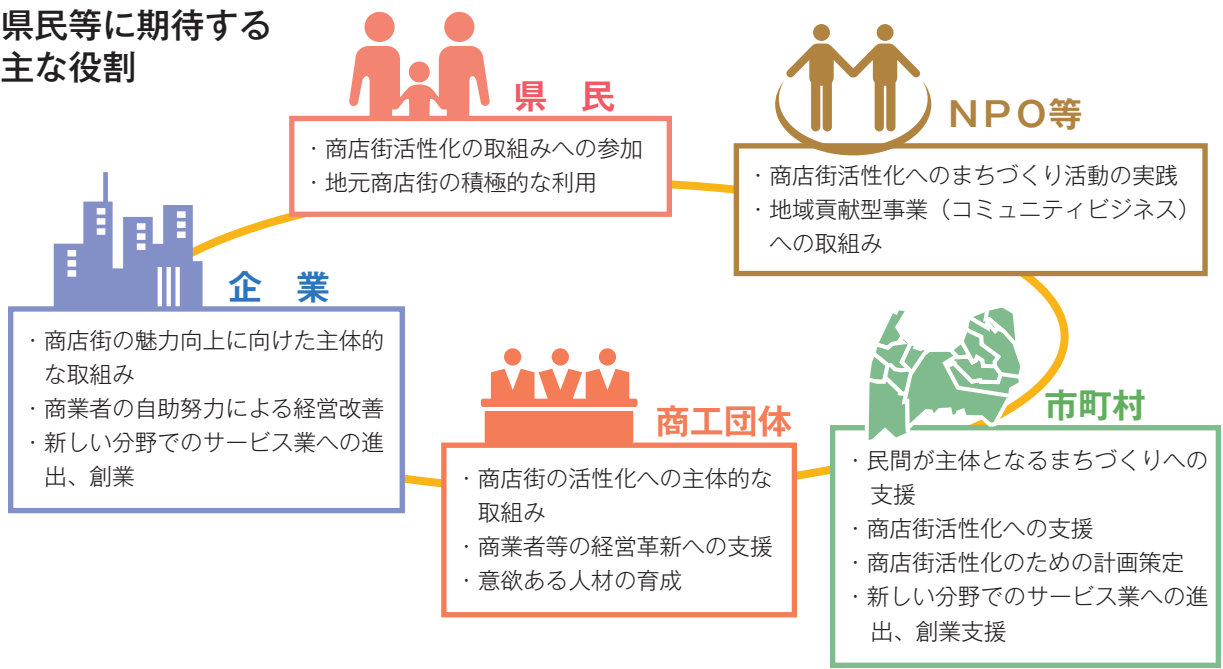 県民等に期待する
主な役割
県　民
・商店街活性化の取組みへの参加
・地元商店街の積極的な利用
ＮＰＯ等
・商店街活性化へのまちづくり活動の実践
・地域貢献型事業（コミュニティビジネス）
への取組み
企　業
・商店街の魅力向上に向けた主体的
な取組み
・商業者の自助努力による経営改善
・新しい分野でのサービス業への進
出、創業
商工団体
・商店街の活性化への主体的な
取組み
・商業者等の経営革新への支援
・意欲ある人材の育成
市町村
・民間が主体となるまちづくりへの
支援
・商店街活性化への支援
・商店街活性化のための計画策定
・新しい分野でのサービス業への進
出、創業支援